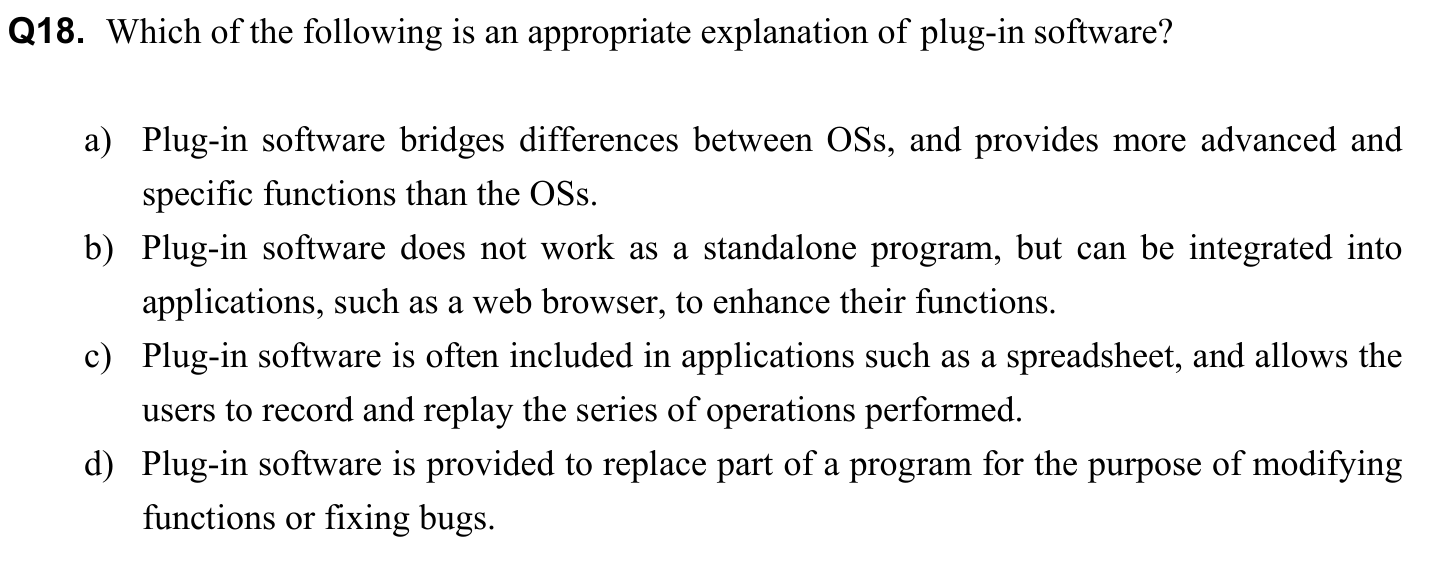 Q18. Which of the following is an appropriate explanation of plug-in software?
a) Plug-in software bridges differences between OSs, and provides more advanced and
specific functions than the OSs.
b) Plug-in software does not work as a standalone program, but can be integrated into
applications, such as a web browser, to enhance their functions.
c) Plug-in software is often included in applications such as a spreadsheet, and allows the
users to record and replay the series of operations performed.
d) Plug-in software is provided to replace part of a program for the purpose of modifying
functions or fixing bugs.